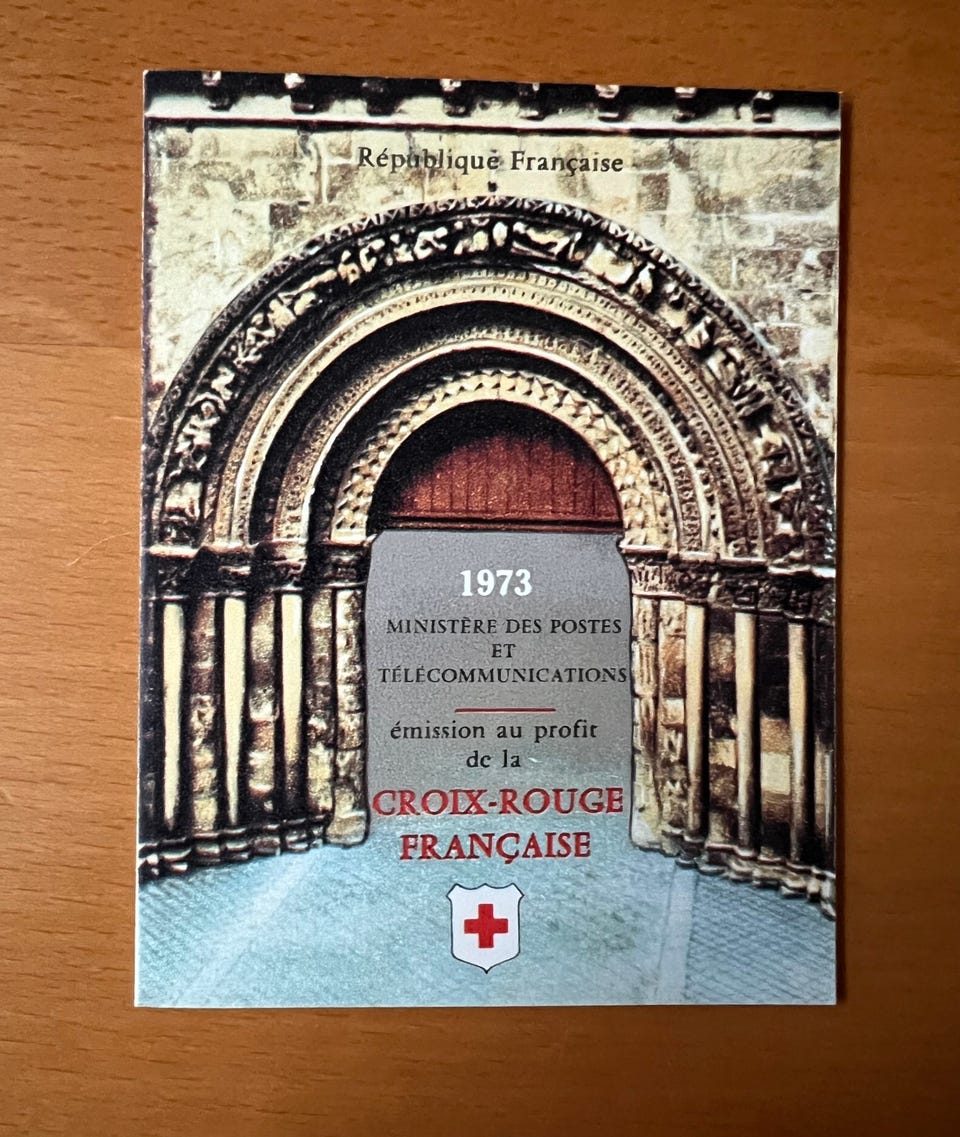 République Française
1973
MINISTÈRE DES POSTES
ET
TÉLÉCOMMUNICATIONS
émission au profit
de la
CROIX-ROUGE
FRANÇAISE